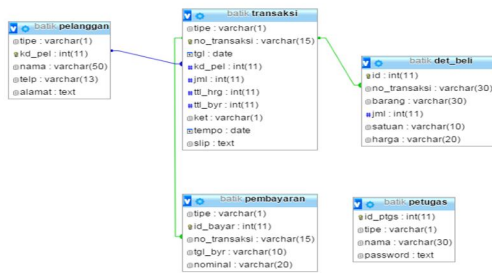 batik pelanggan
tipe : varchar(1)
kd_pel : int(11)
nama : varchar(50)
telp : varchar(13)
alamat : text
batik transaksi
tipe : varchar(1)
no_transaksi : varchar(15)
tgl : date
kd_pel : int(11)
jml : int(11)
ttl_hrg : int(11)
ttl_byr : int(11)
ket : varchar(1)
tempo : date
slip : text
batik det_beli
id : int(11)
no_transaksi : varchar(30)
barang : varchar(30)
jml : int(11)
satuan : varchar(10)
harga : varchar(20)
batik pembayaran
tipe : varchar(1)
id_bayar : int(11)
no_transaksi : varchar(15)
tgl_byr : varchar(10)
nominal : varchar(20)
batik petugas
id_ptgs : int(11)
tipe : varchar(1)
nama : varchar(30)
password : text